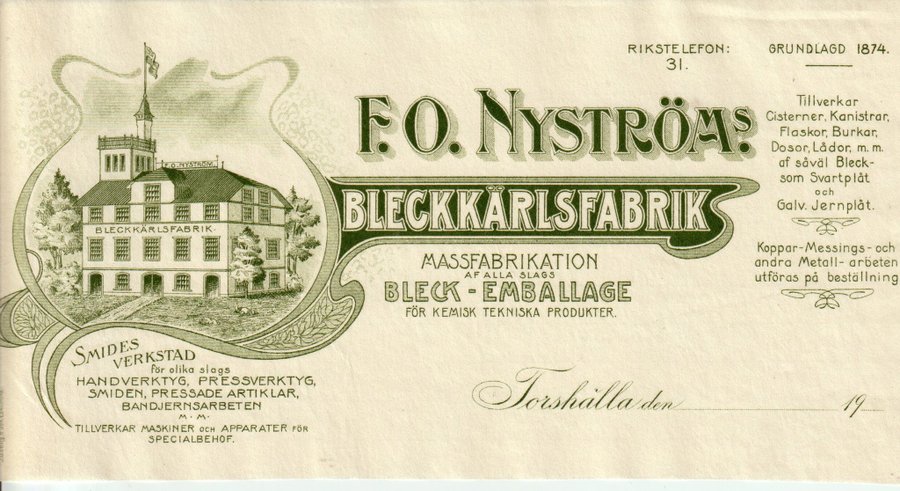 RIKSTELEFON:
31.
GRUNDLAGD 1874.
F. O. NYSTRÖMS.
BLECKKÄRLSFABRIK
MASSFABRIKATION
AF ALLA SLAGS
BLECK - EMBALLAGE
FÖR KEMISK TEKNISKA PRODUKTER.
Tillverkar
Cisterner, Kanistrar,
Flaskor, Burkar,
Dosor, Lådor, m. m.
af såväl Bleck-
som Svartplåt
och
Galv. Jernplåt.
Koppar-Messings- och
andra Metall- arbeten
utföras på beställning
F. O. NYSTRÖM.
BLECKKÄRLSFABRIK.
SMIDES
VERKSTAD
för olika slags
HANDVERKTYG, PRESSVERKTYG,
SMIDEN, PRESSADE ARTIKLAR,
BANDJERNSARBETEN
M. M.
TILLVERKAR MASKINER OCH APPARATER FÖR
SPECIALBEHOF.
Torshälla den 19